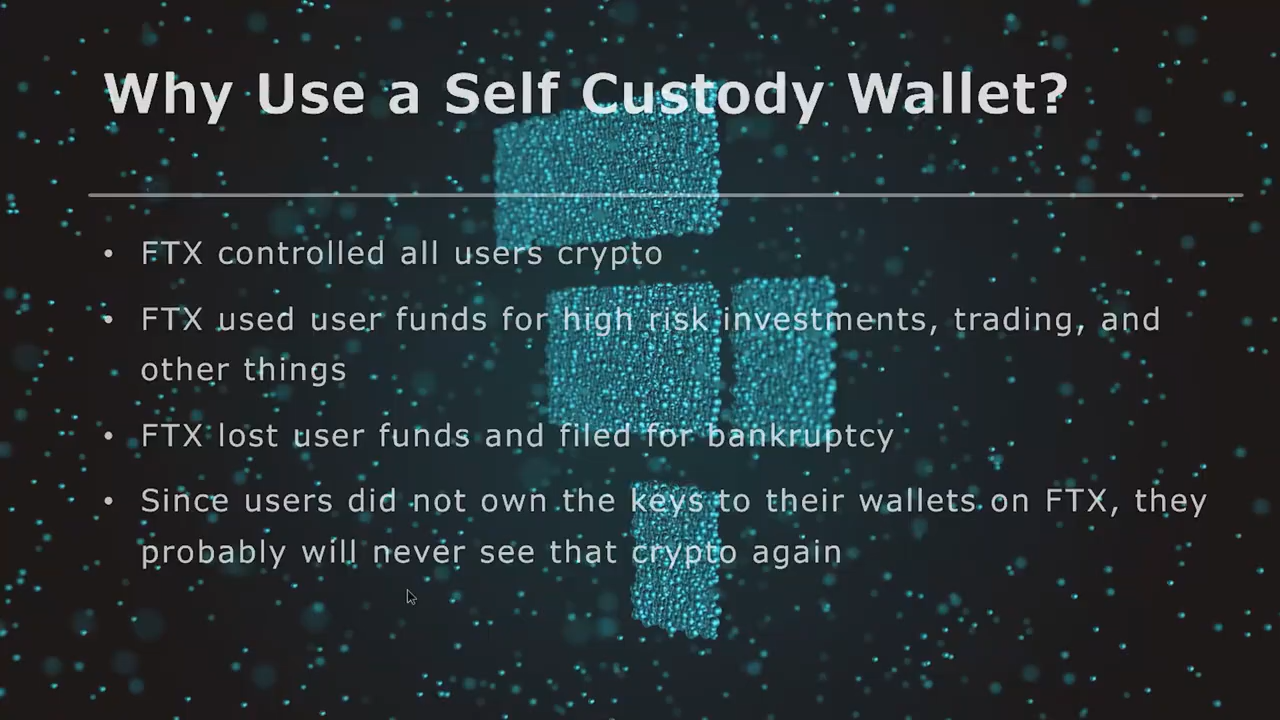 Why Use a Self Custody Wallet?
• FTX controlled all users crypto
• FTX used user funds for high risk investments, trading, and
other things
• FTX lost user funds and filed for bankruptcy
• Since users did not own the keys to their wallets on FTX, they
probably will never see that crypto again